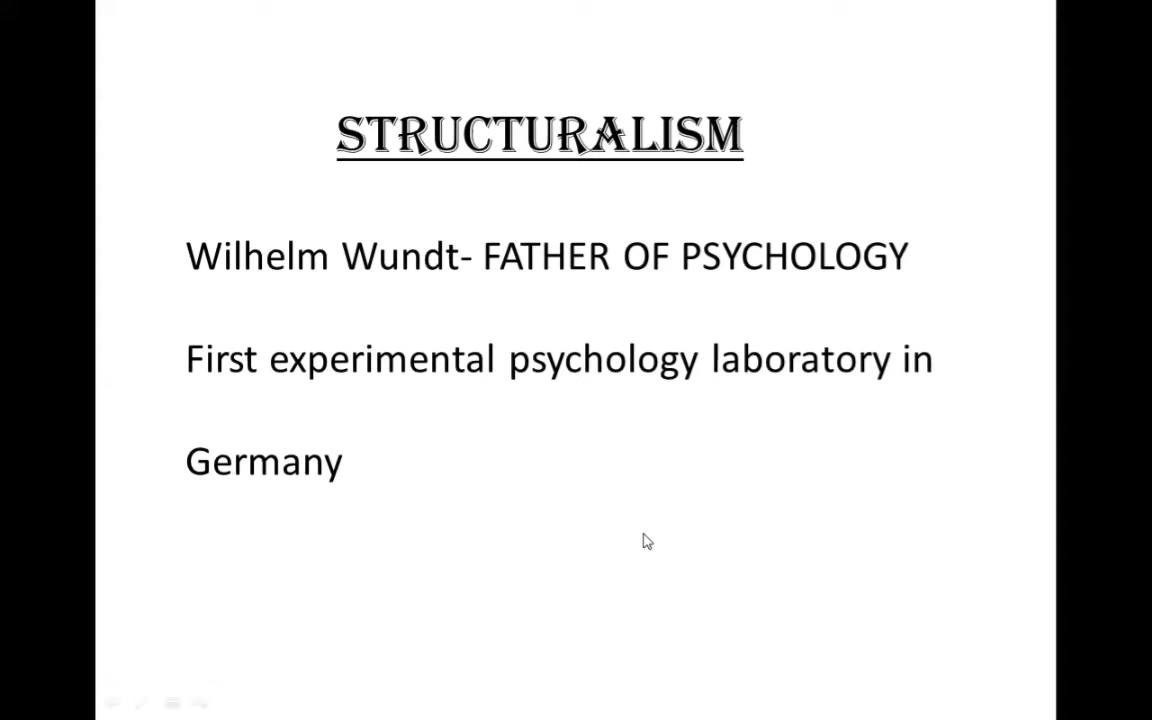 STRUCTURALISM
Wilhelm Wundt- FATHER OF PSYCHOLOGY
First experimental psychology laboratory in
Germany